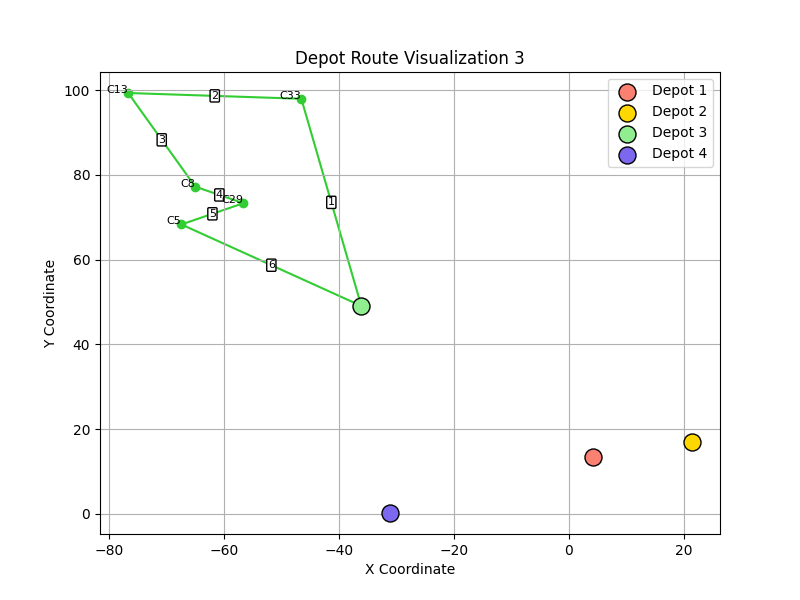 Depot Route Visualization 3
Depot 1
Depot 2
Depot 3
Depot 4
C13
2
C33
3
C8
4
C29
1
5
C5
6
100
80
60
40
20
0
−80
−60
−40
−20
0
20
X Coordinate
Y Coordinate